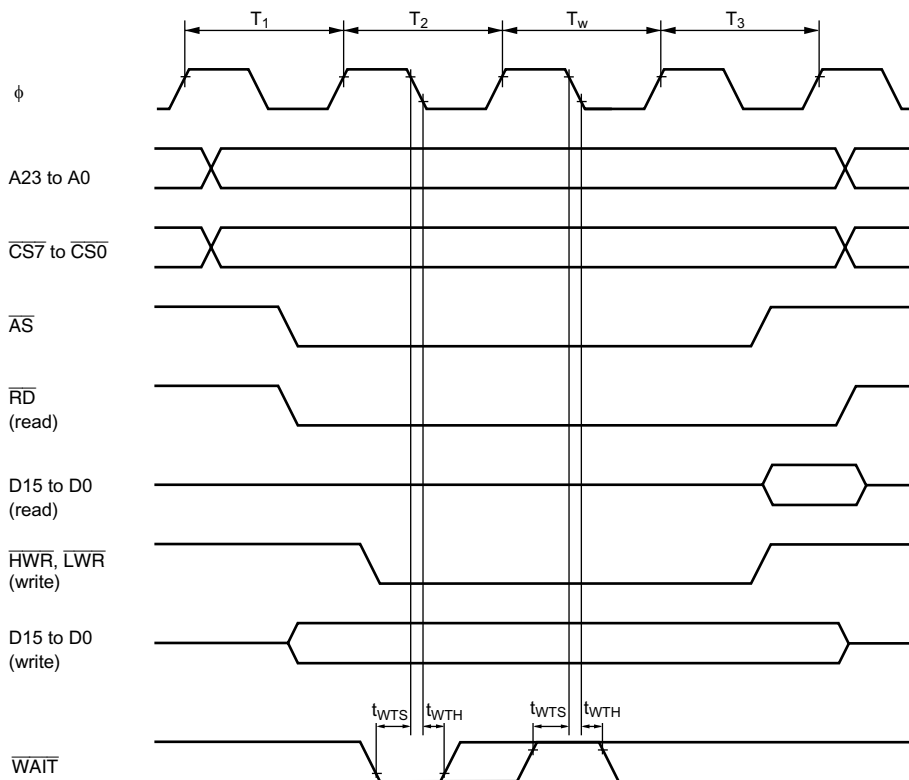 T1 T2 Tw T3
ϕ
A23 to A0
CS7 to CS0
AS
RD
(read)
D15 to D0
(read)
HWR, LWR
(write)
D15 to D0
(write)
tWTS tWTH tWTS tWTH
WAIT